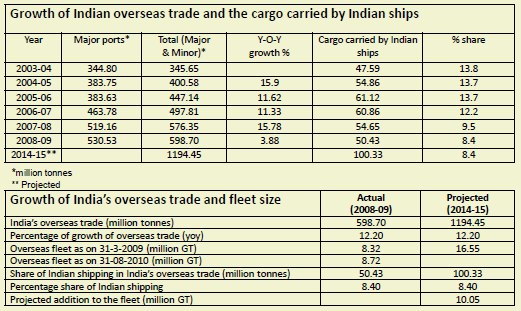 Growth of Indian overseas trade and the cargo carried by Indian ships
Year Major ports* Total (Major & Minor)* Y-O-Y growth % Cargo carried by Indian ships % share
2003-04 344.80 345.65 47.59 13.8
2004-05 383.75 400.58 15.9 54.86 13.7
2005-06 383.63 447.14 11.62 61.12 13.7
2006-07 463.78 497.81 11.33 60.86 12.2
2007-08 519.16 576.35 15.78 54.65 9.5
2008-09 530.53 598.70 3.88 50.43 8.4
2014-15** 1194.45 100.33 8.4
*million tonnes
** Projected
Growth of India's overseas trade and fleet size Actual (2008-09) Projected (2014-15)
India's overseas trade (million tonnes) 598.70 1194.45
Percentage of growth of overseas trade (yoy) 12.20 12.20
Overseas fleet as on 31-3-2009 (million GT) 8.32 16.55
Overseas fleet as on 31-08-2010 (million GT) 8.72
Share of Indian shipping in India's overseas trade (million tonnes) 50.43 100.33
Percentage share of Indian shipping 8.40 8.40
Projected addition to the fleet (million GT) 10.05